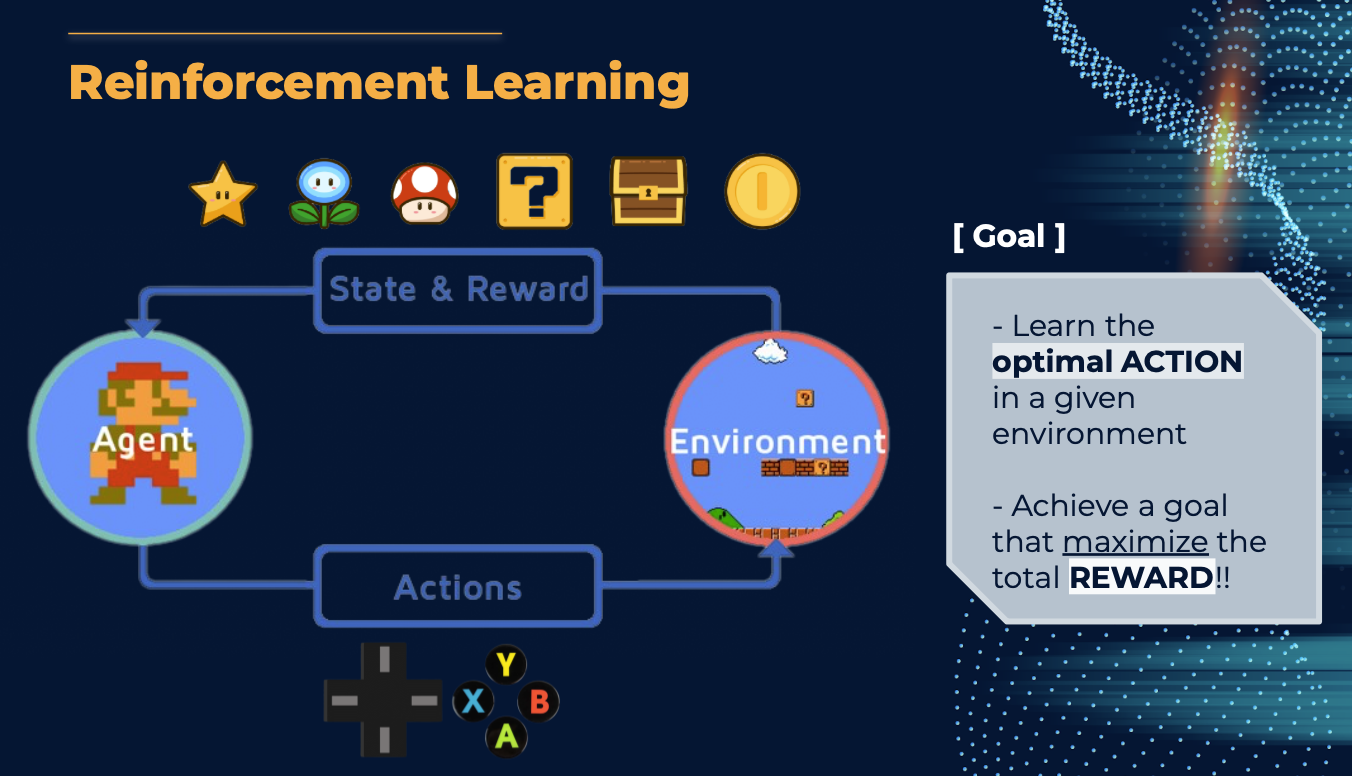 Reinforcement Learning
?
State & Reward
[ Goal ]
- Learn the
optimal ACTION
in a given
environment
?
Agent
Environment
?
- Achieve a goal
that maximize the
total REWARD!!
Actions
Y
X B
A